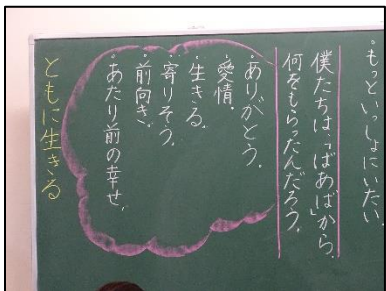 ・もっといっしょにいたい。
僕たちは、「ばあば」から、
何をもらったんだろう。
・ありがとう。
・愛情。
・生きる。
・寄りそう。
・前向き。
・あたり前の幸せ。
ともに生きる